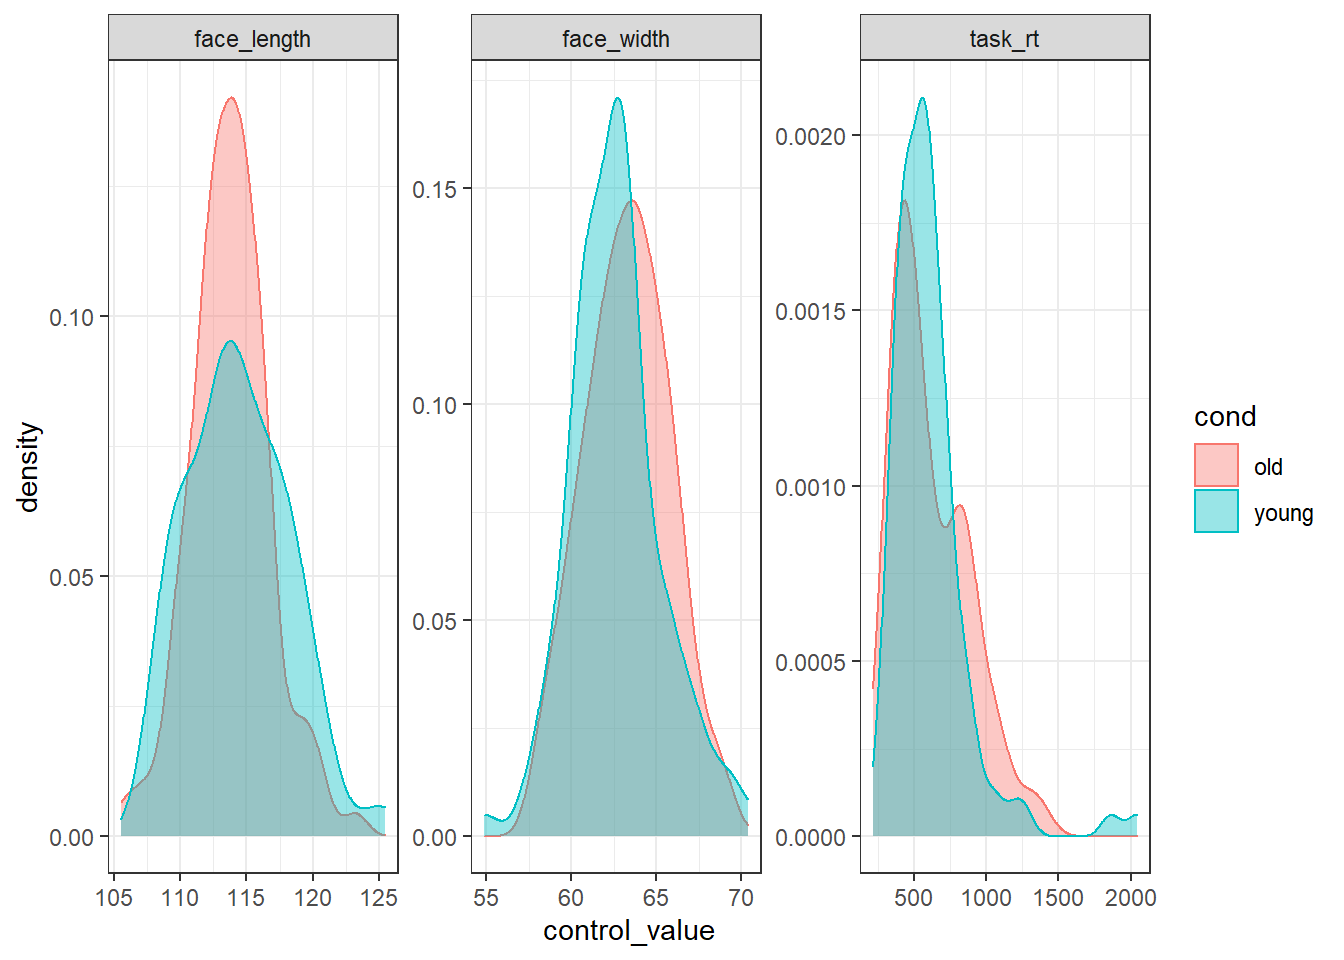 face_length
face_width
task_rt
density
0.10
0.05
0.00
105 110 115 120 125
0.15
0.10
0.05
0.00
55 60 65 70
0.0020
0.0015
0.0010
0.0005
0.0000
500 1000 1500 2000
control_value
cond
old
young